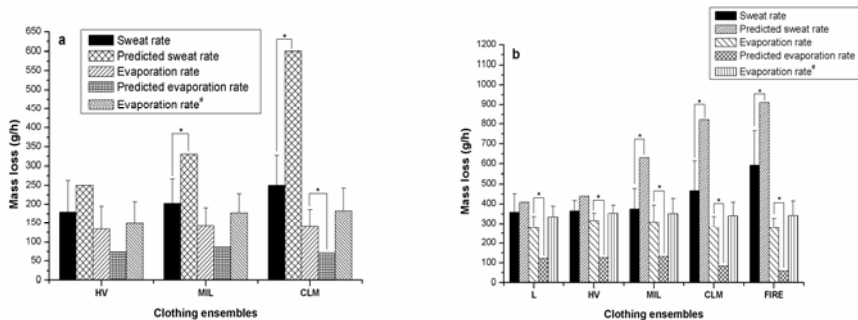 a
Sweat rate
Predicted sweat rate
Evaporation rate
Predicted evaporation rate
Evaporation rate#
Mass loss (g/h)
650
600
550
500
450
400
350
300
250
200
150
100
50
0
*
*
*
HV MIL CLM
Clothing ensembles
b
Sweat rate
Predicted sweat rate
Evaporation rate
Predicted evaporation rate
Evaporation rate#
Mass loss (g/h)
1200
1100
1000
900
800
700
600
500
400
300
200
100
0
*
*
*
*
*
*
*
*
L HV MIL CLM FIRE
Clothing ensembles